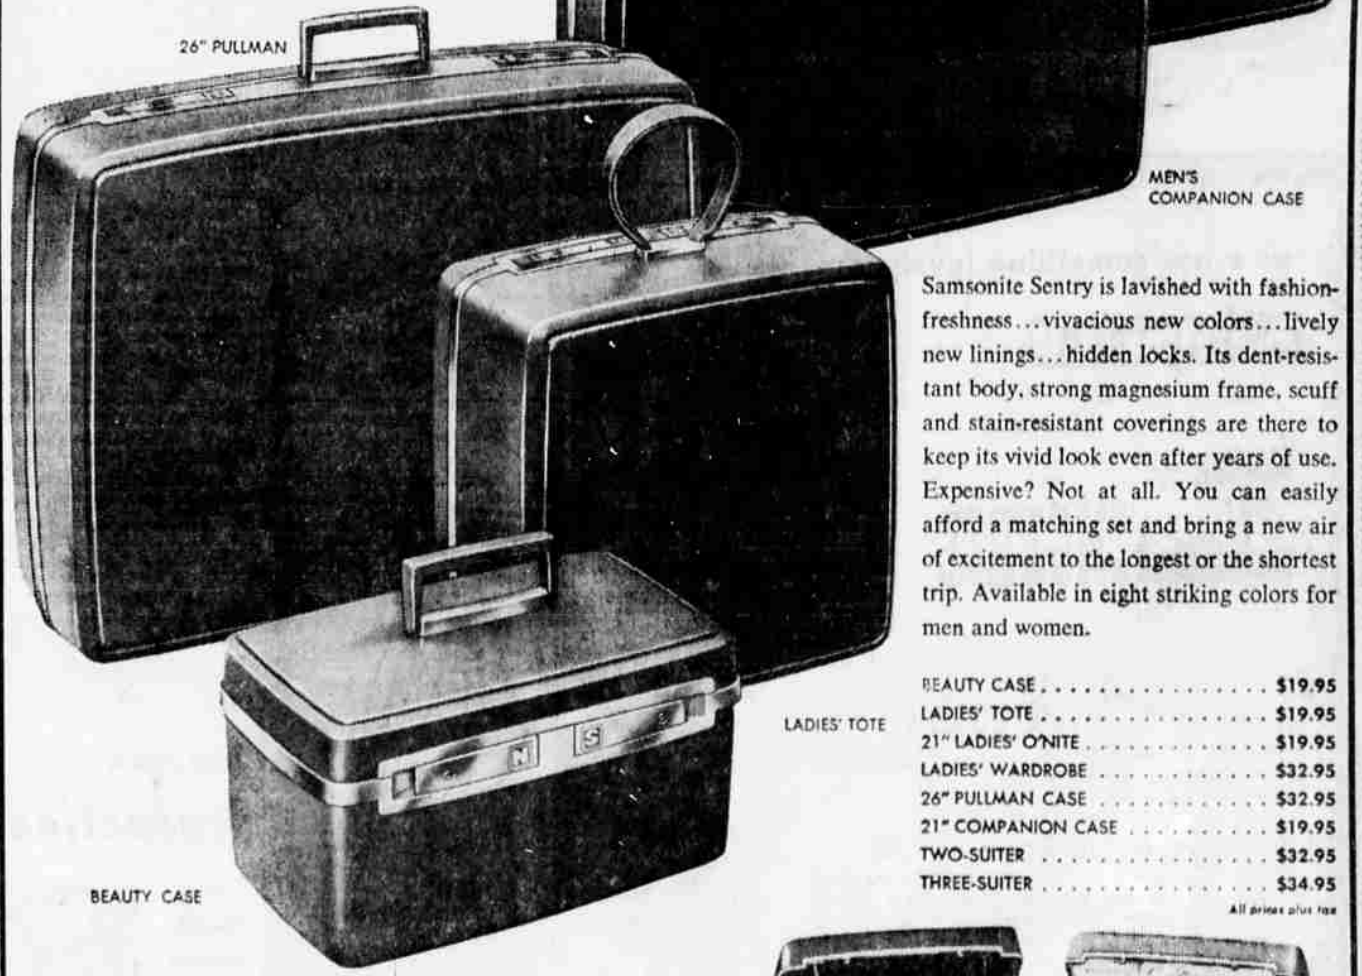 26" PULLMAN
MEN'S
COMPANION CASE
Samsonite Sentry is lavished with fashion-
freshness...vivacious new colors...lively
new linings...hidden locks. Its dent-resis-
tant body, strong magnesium frame, scuff
and stain-resistant coverings are there to
keep its vivid look even after years of use.
Expensive? Not at all. You can easily
afford a matching set and bring a new air
of excitement to the longest or the shortest
trip. Available in eight striking colors for
men and women.
LADIES' TOTE
BEAUTY CASE ................ $19.95
LADIES' TOTE ................ $19.95
21" LADIES' O'NITE ............. $19.95
LADIES' WARDROBE ............ $32.95
26" PULLMAN CASE ............ $32.95
21" COMPANION CASE .......... $19.95
TWO-SUITER ................ $32.95
THREE-SUITER ................ $34.95
All prices plus tax
N S
BEAUTY CASE